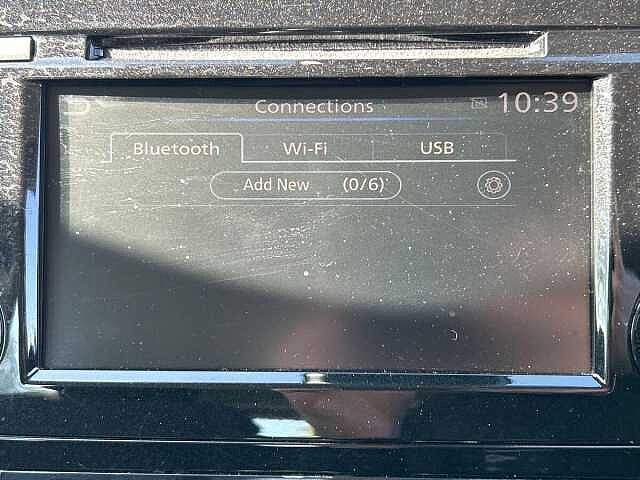 Connections 10:39
Bluetooth Wi-Fi USB
Add New (0/6)